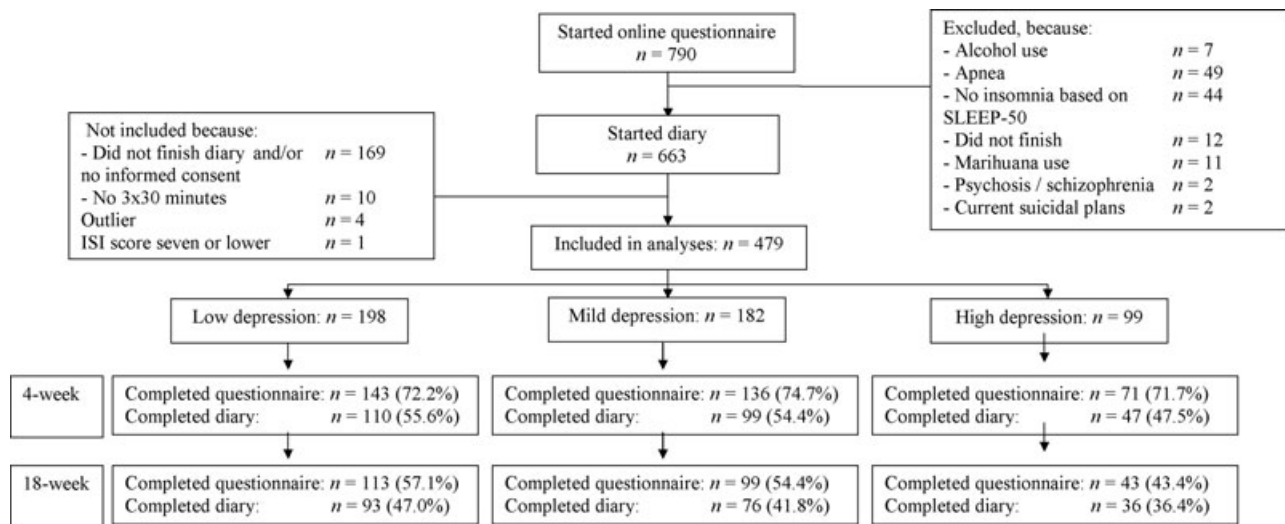 Started online questionnaire
n = 790
Excluded, because:
- Alcohol use n = 7
- Apnea n = 49
- No insomnia based on n = 44
SLEEP-50
- Did not finish n = 12
- Marihuana use n = 11
- Psychosis / schizophrenia n = 2
- Current suicidal plans n = 2
Started diary
n = 663
Not included because:
- Did not finish diary and/or n = 169
no informed consent
- No 3x30 minutes n = 10
Outlier n = 4
ISI score seven or lower n = 1
Included in analyses: n = 479
Low depression: n = 198
Mild depression: n = 182
High depression: n = 99
4-week
Completed questionnaire: n = 143 (72.2%)
Completed diary: n = 110 (55.6%)
Completed questionnaire: n = 136 (74.7%)
Completed diary: n = 99 (54.4%)
Completed questionnaire: n = 71 (71.7%)
Completed diary: n = 47 (47.5%)
18-week
Completed questionnaire: n = 113 (57.1%)
Completed diary: n = 93 (47.0%)
Completed questionnaire: n = 99 (54.4%)
Completed diary: n = 76 (41.8%)
Completed questionnaire: n = 43 (43.4%)
Completed diary: n = 36 (36.4%)